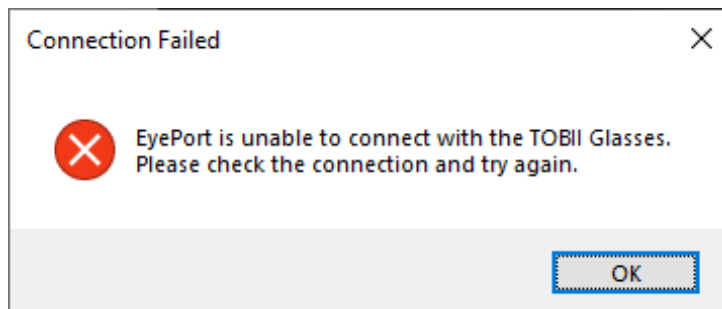 Connection Failed
EyePort is unable to connect with the TOBII Glasses.
Please check the connection and try again.
OK